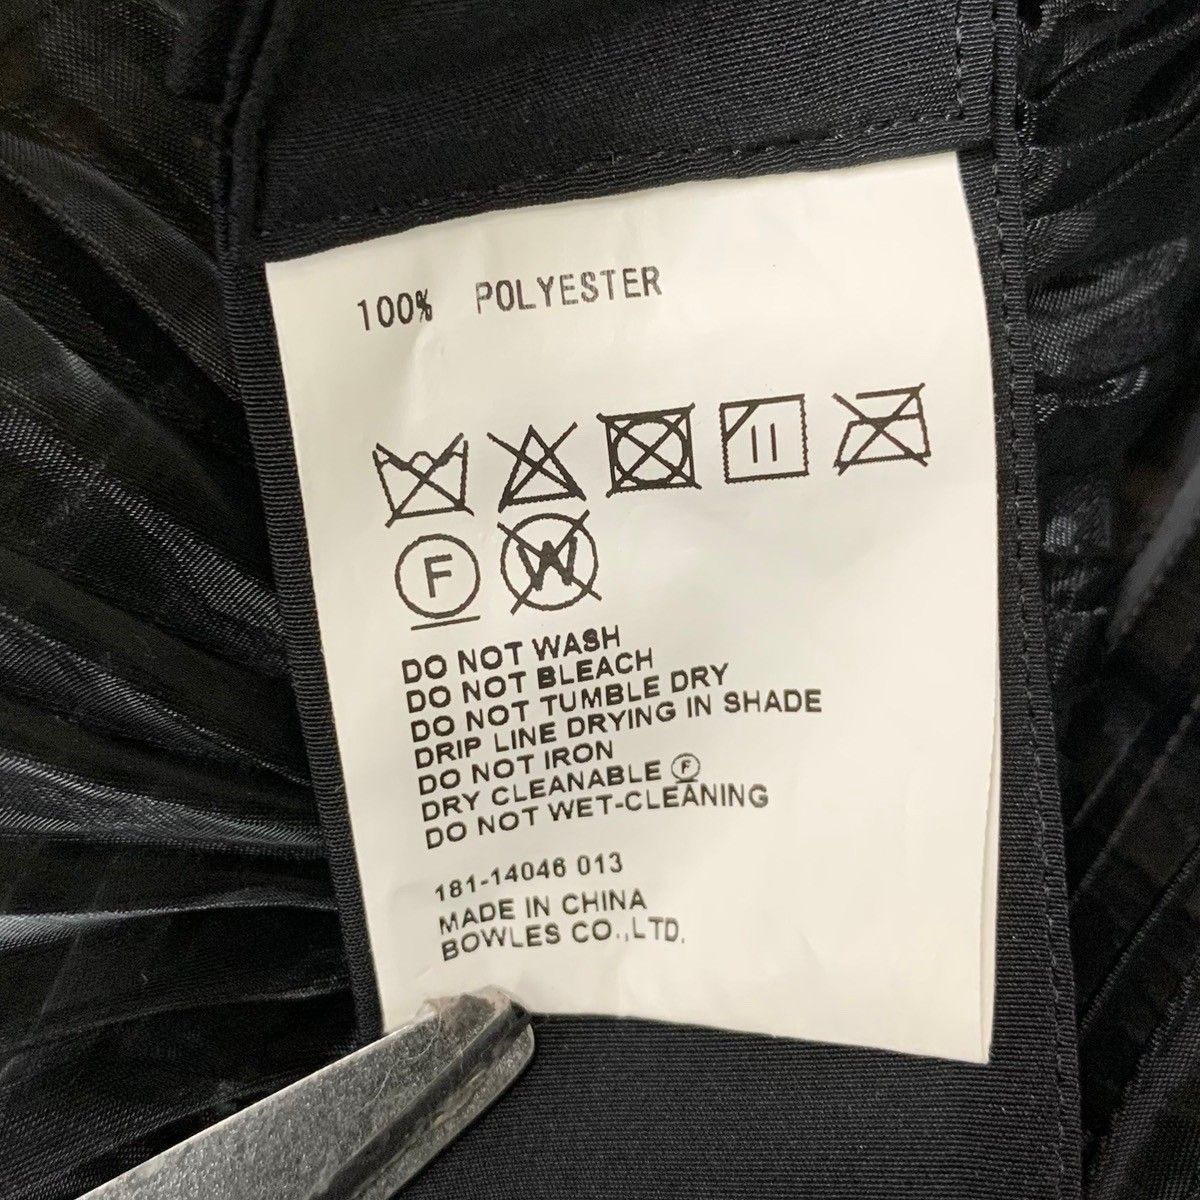 100% POLYESTER
F W
DO NOT WASH
DO NOT BLEACH
DO NOT TUMBLE DRY
DRIP LINE DRYING IN SHADE
DO NOT IRON
DRY CLEANABLE Ⓕ
DO NOT WET-CLEANING
181-14046 013
MADE IN CHINA
BOWLES CO.,LTD.